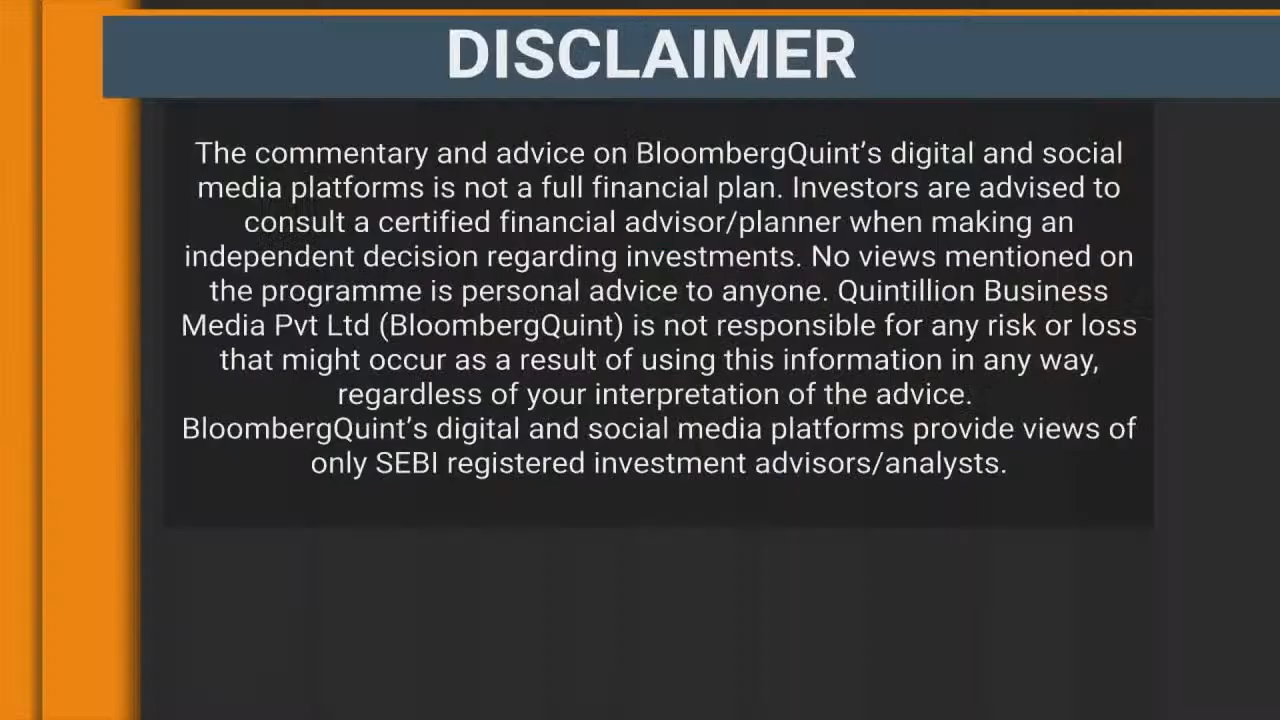 DISCLAIMER
The commentary and advice on BloombergQuint's digital and social
media platforms is not a full financial plan. Investors are advised to
consult a certified financial advisor/planner when making an
independent decision regarding investments. No views mentioned on
the programme is personal advice to anyone. Quintillion Business
Media Pvt Ltd (BloombergQuint) is not responsible for any risk or loss
that might occur as a result of using this information in any way,
regardless of your interpretation of the advice.
BloombergQuint's digital and social media platforms provide views of
only SEBI registered investment advisors/analysts.